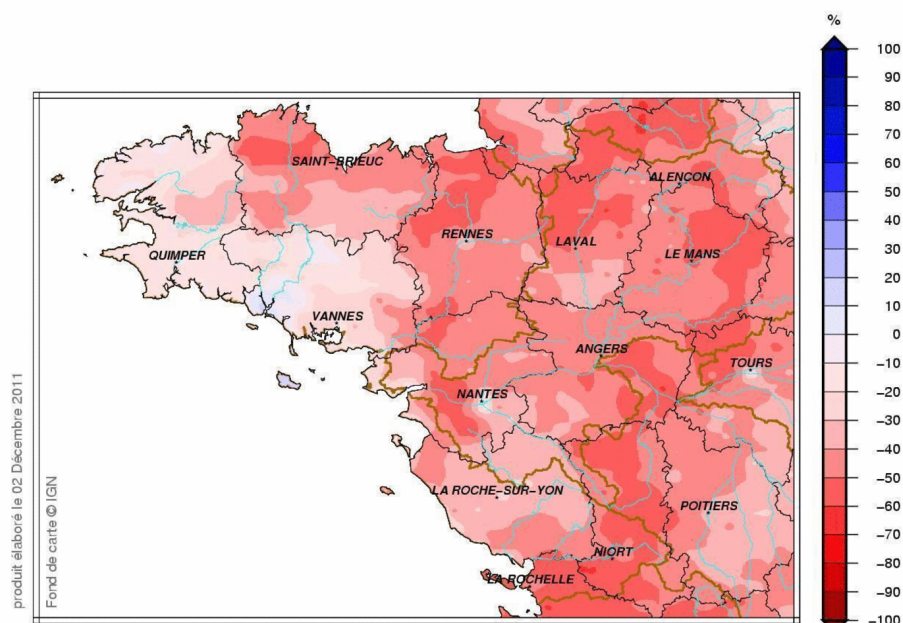 %
100
90
80
70
60
50
40
30
20
10
0
-10
-20
-30
-40
-50
-60
-70
-80
-90
-100
SAINT-BRIEUC
ALENCON
RENNES
LAVAL
LE MANS
QUIMPER
VANNES
ANGERS
TOURS
NANTES
LA ROCHE-SUR-YON
POITIERS
NIORT
LA ROCHELLE
produit élaboré le 02 Décembre 2011
Fond de carte © IGN